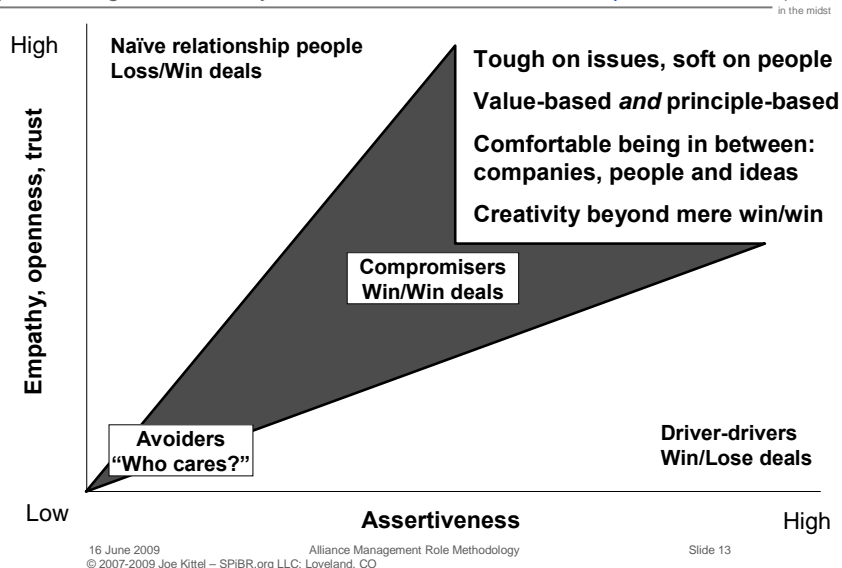 in the midst
High
Naïve relationship people
Loss/Win deals
Tough on issues, soft on people
Value-based and principle-based
Comfortable being in between:
companies, people and ideas
Creativity beyond mere win/win
Empathy, openness, trust
Compromisers
Win/Win deals
Avoiders
“Who cares?”
Driver-drivers
Win/Lose deals
Low
Assertiveness
High
16 June 2009
Alliance Management Role Methodology
Slide 13
© 2007-2009 Joe Kittel – SPiBR.org LLC; Loveland, CO